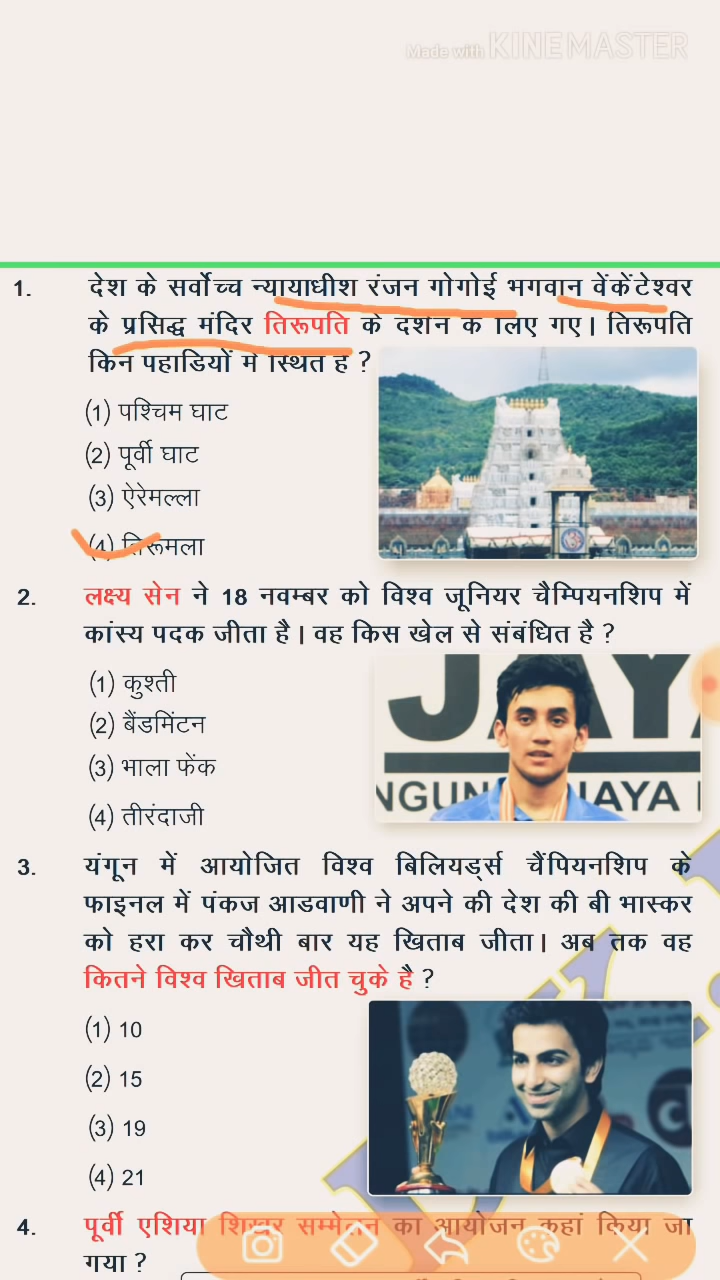 Made with KINEMASTER
1. देश के सर्वोच्च न्यायाधीश रंजन गोगोई भगवान वेंकेंटेश्वर
के प्रसिद्ध मंदिर तिरूपति के दर्शन के लिए गए। तिरूपति
किन पहाडियों में स्थित है ?
(1) पश्चिम घाट
(2) पूर्वी घाट
(3) ऐरेमल्ला
(4) तिरूमला
2. लक्ष्य सेन ने 18 नवम्बर को विश्व जूनियर चैम्पियनशिप में
कांस्य पदक जीता है। वह किस खेल से संबंधित है ?
(1) कुश्ती
(2) बैंडमिंटन
(3) भाला फेंक
(4) तीरंदाजी
JAYA
NGUN JAYA
3. यंगून में आयोजित विश्व बिलियर्ड्स चैंपियनशिप के
फाइनल में पंकज आडवाणी ने अपने की देश की बी भास्कर
को हरा कर चौथी बार यह खिताब जीता। अब तक वह
कितने विश्व खिताब जीत चुके है ?
(1) 10
(2) 15
(3) 19
(4) 21
4. पूर्वी एशिया शिखर सम्मेलन का आयोजन कहां किया जा
गया ?